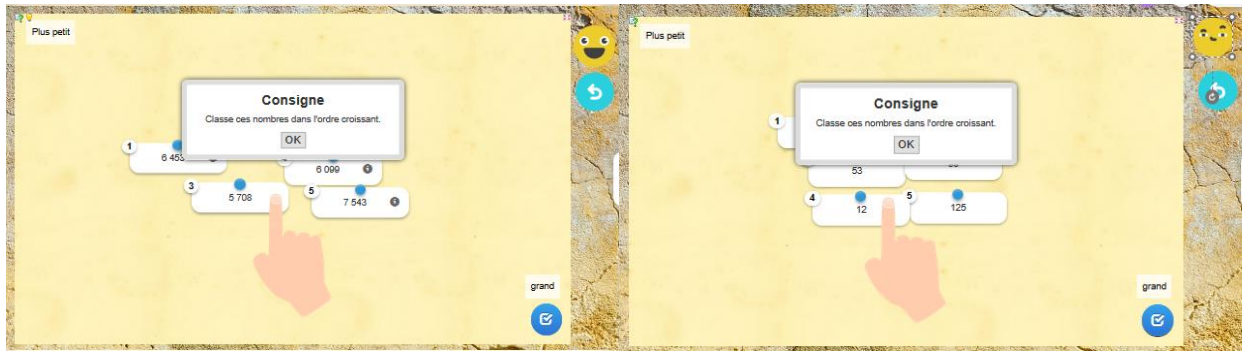 Plus petit
Consigne
Classe ces nombres dans l'ordre croissant.
OK
1
6 453
6 099
3
5 708
5
7 543
grand
Plus petit
Consigne
Classe ces nombres dans l'ordre croissant.
OK
1
53
4
12
5
125
grand